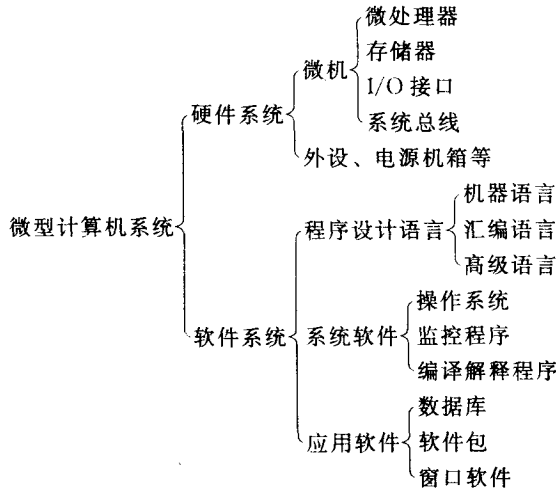 微处理器
存储器
微机
I/O 接口
硬件系统
系统总线
外设、电源机箱等
机器语言
微型计算机系统
程序设计语言
汇编语言
高级语言
操作系统
软件系统
系统软件
监控程序
编译解释程序
数据库
应用软件
软件包
窗口软件